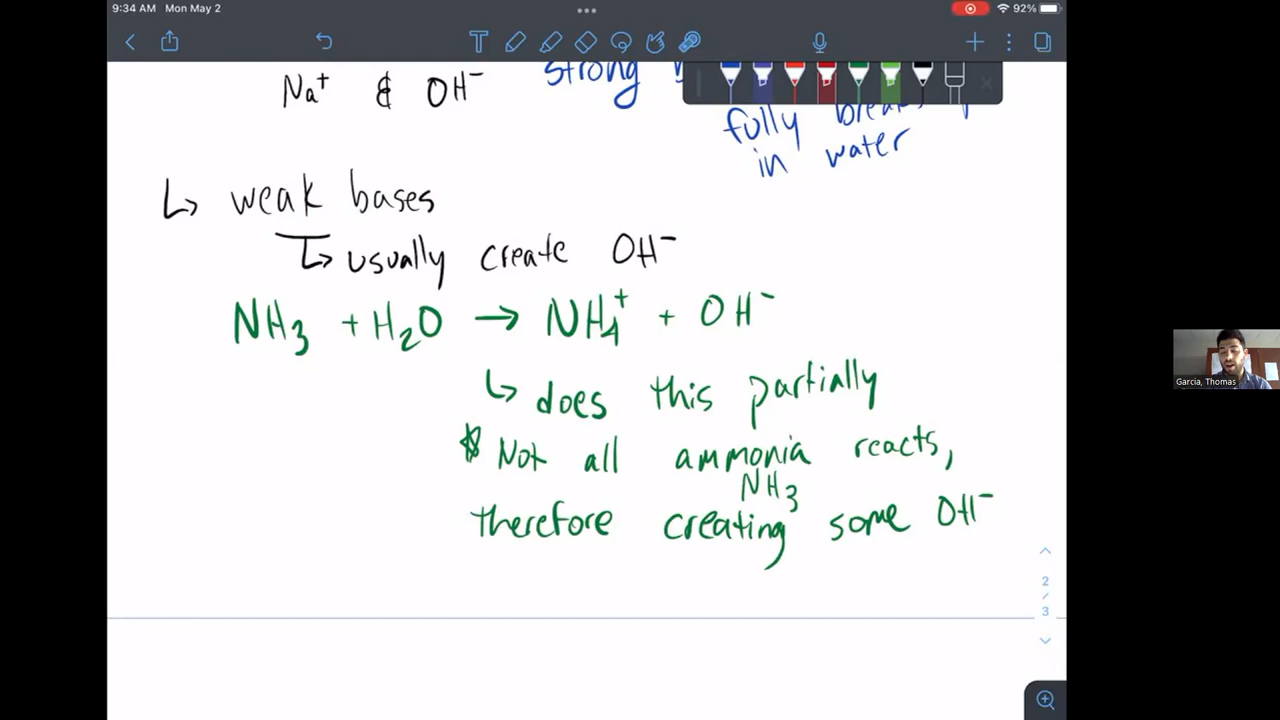 9:34 AM Mon May 2
92%
Na⁺ & OH⁻
strong
fully
in water
↳ weak bases
↳ usually create OH⁻
NH₃ + H₂O → NH₄⁺ + OH⁻
↳ does this partially
* Not all ammonia reacts,
NH₃
therefore creating some OH⁻
2
/
3
Garcia, Thomas